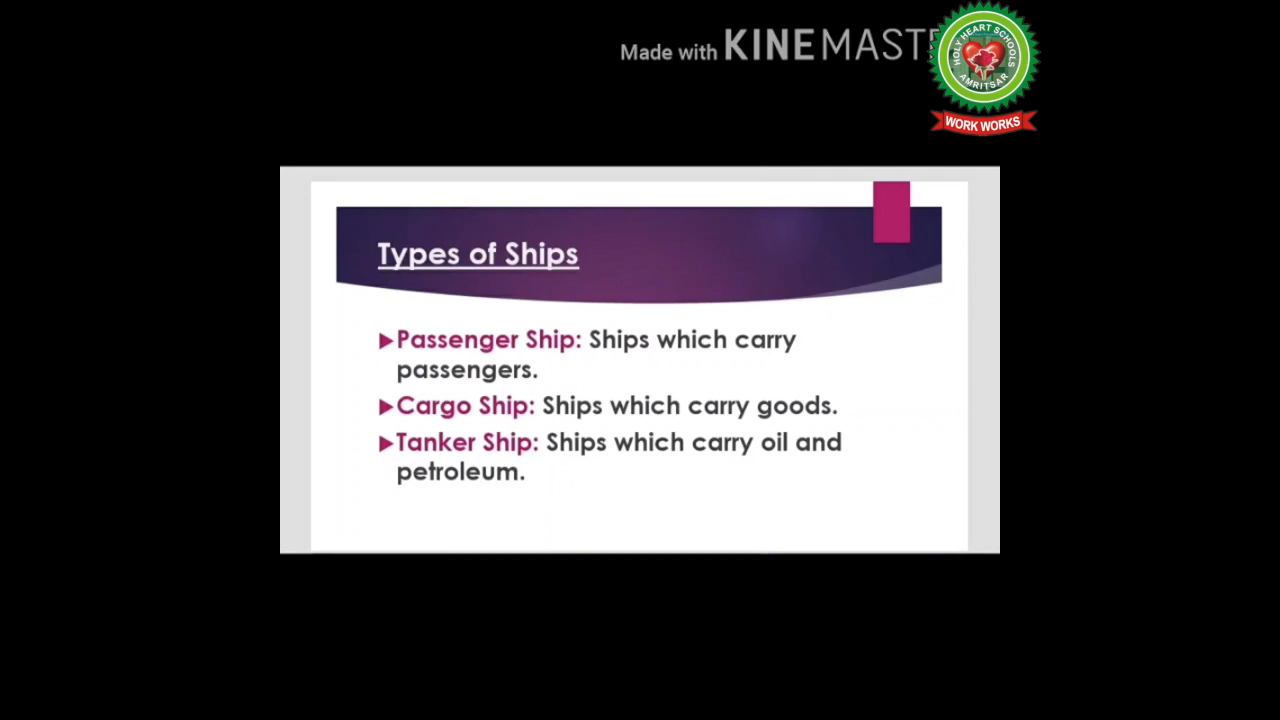 Made with KINEMASTE
HOLY HEART SCHOOLS
AMRITSAR
WORK WORKS
Types of Ships
Passenger Ship: Ships which carry
passengers.
Cargo Ship: Ships which carry goods.
Tanker Ship: Ships which carry oil and
petroleum.